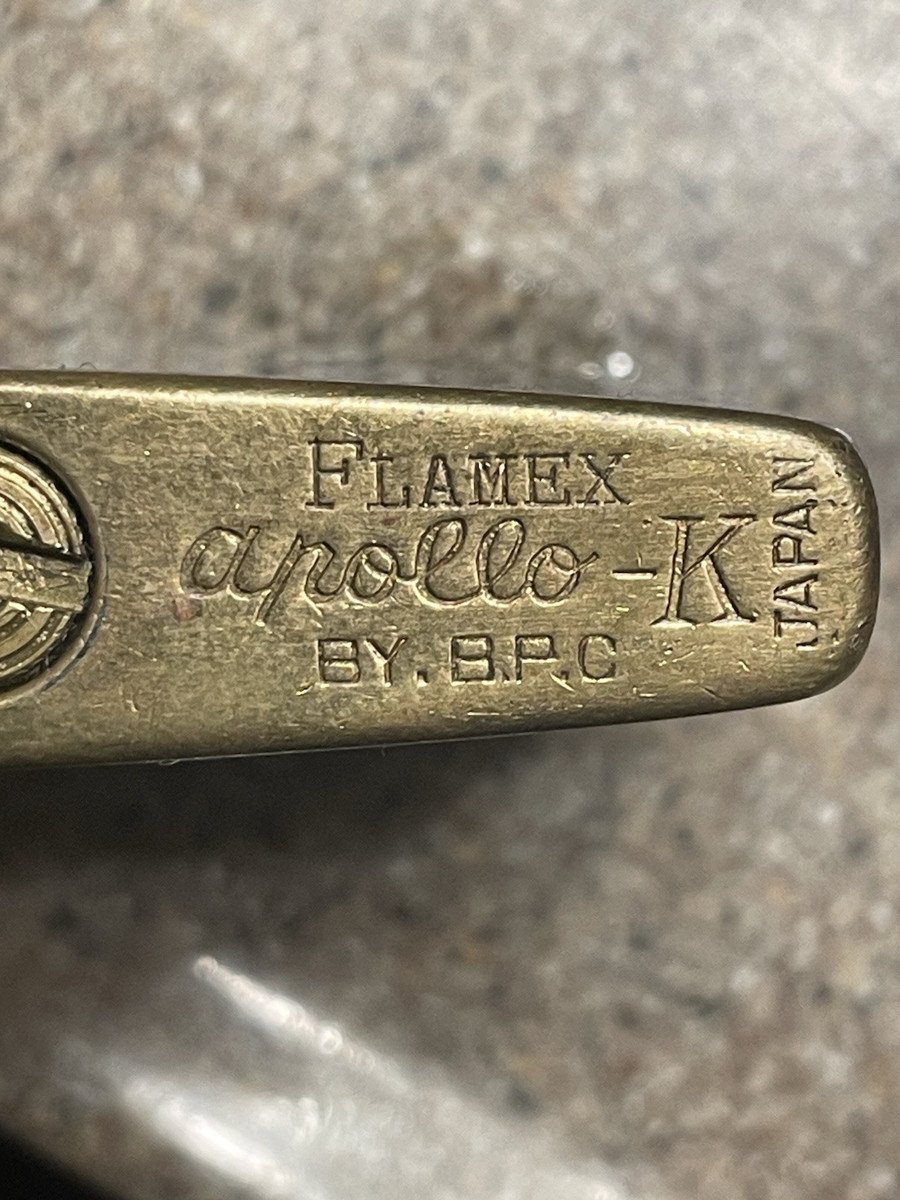 FLAMEX
apollo-K
BY. B.P.C
JAPAN